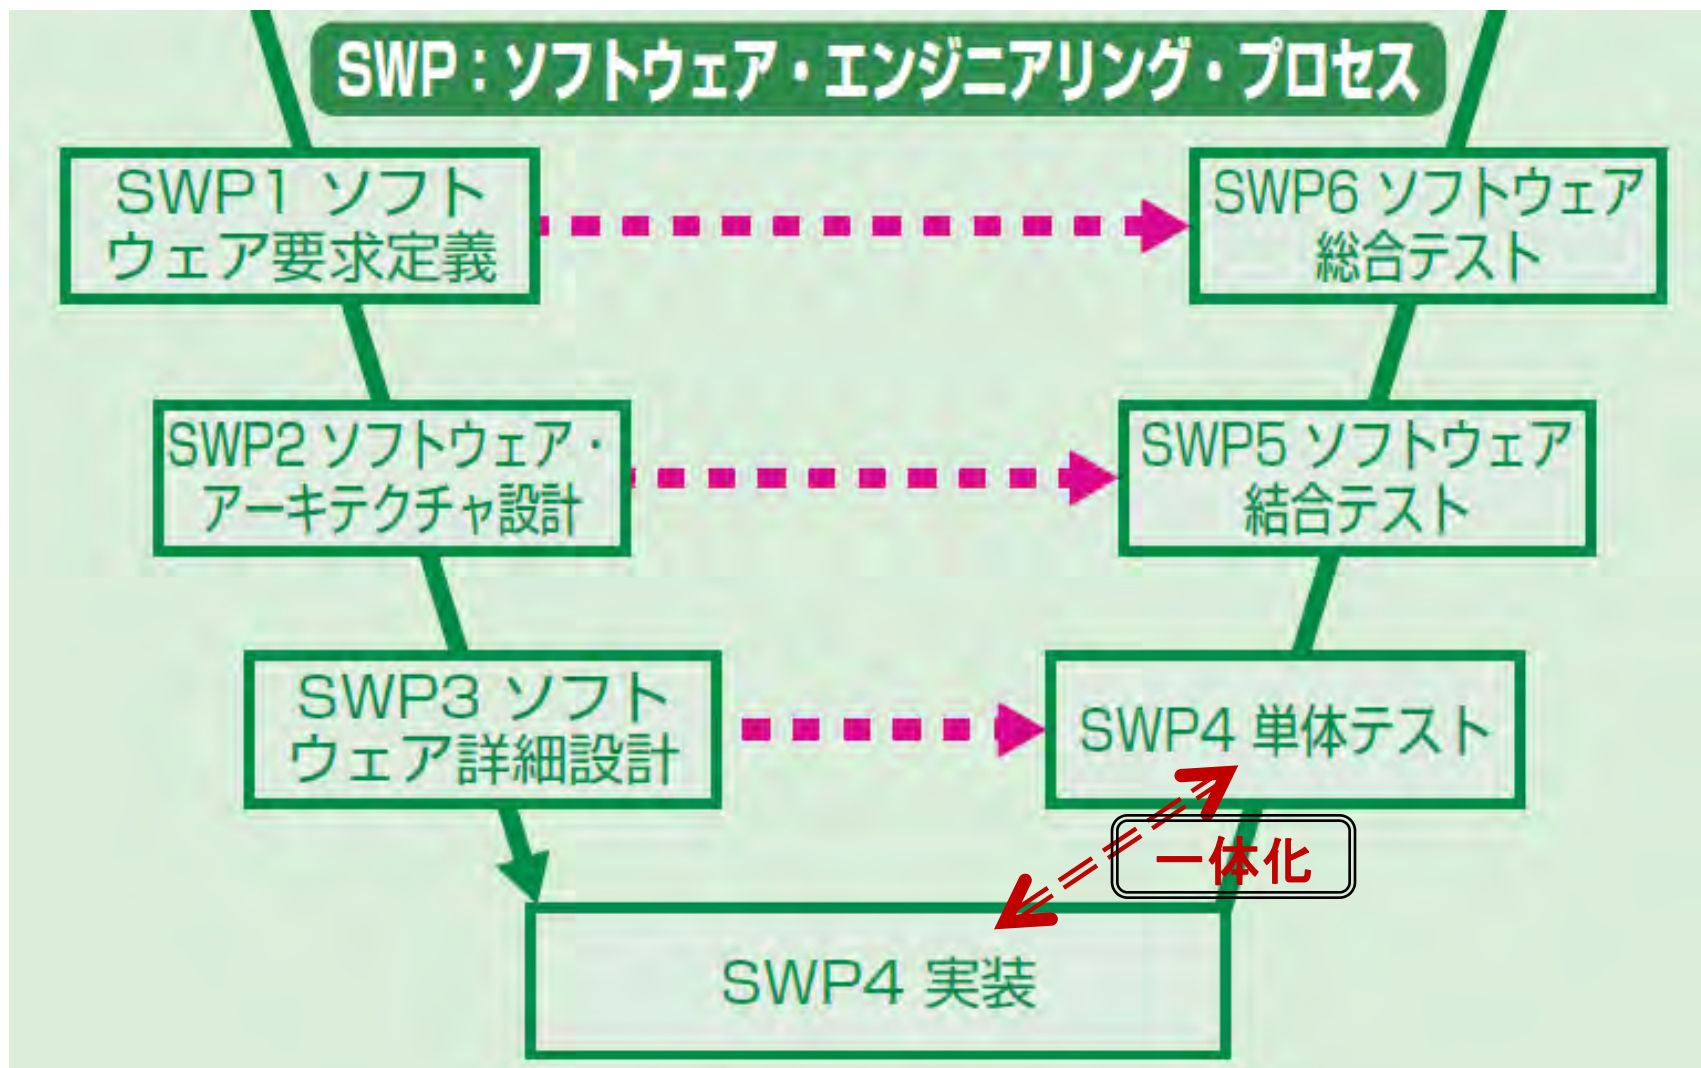 SWP：ソフトウェア・エンジニアリング・プロセス
SWP1 ソフト
ウェア要求定義
SWP6 ソフトウェア
総合テスト
SWP2 ソフトウェア・
アーキテクチャ設計
SWP5 ソフトウェア
結合テスト
SWP3 ソフト
ウェア詳細設計
SWP4 単体テスト
一体化
SWP4 実装